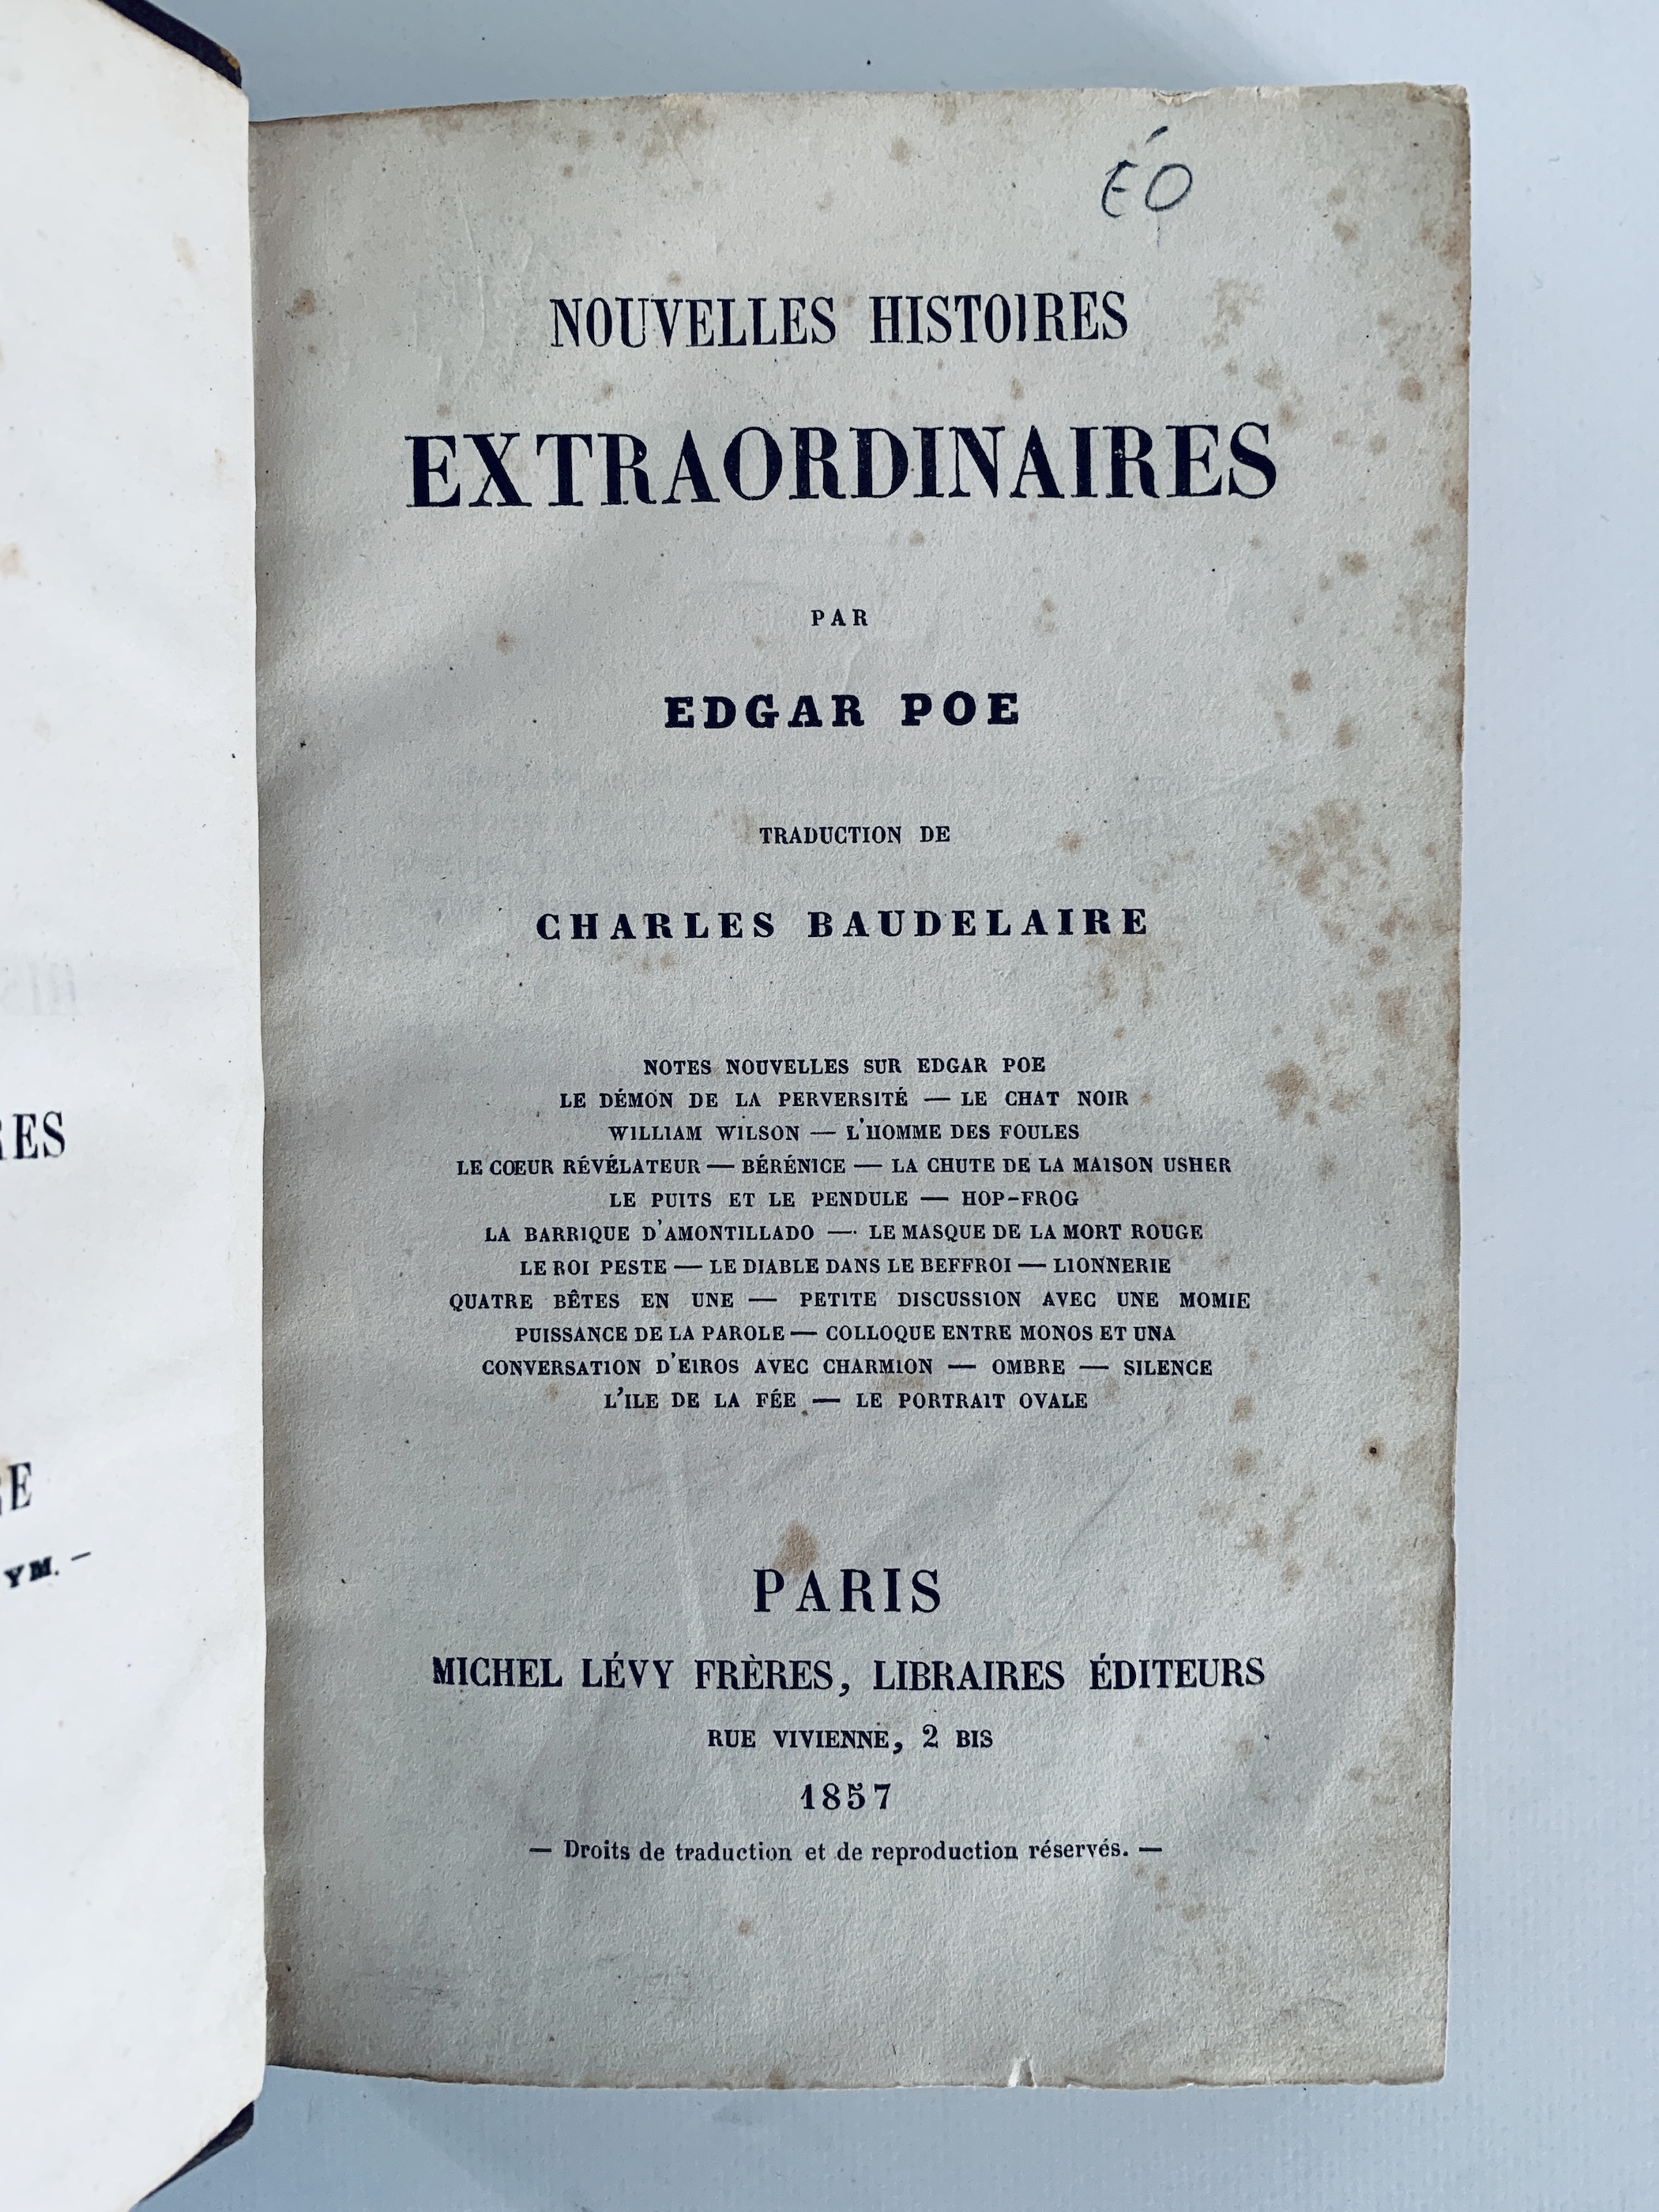 ÉO
NOUVELLES HISTOIRES
EXTRAORDINAIRES
PAR
EDGAR POE
TRADUCTION DE
CHARLES BAUDELAIRE
NOTES NOUVELLES SUR EDGAR POE
LE DÉMON DE LA PERVERSITÉ — LE CHAT NOIR
WILLIAM WILSON — L'HOMME DES FOULES
LE CŒUR RÉVÉLATEUR — BÉRÉNICE — LA CHUTE DE LA MAISON USHER
LE PUITS ET LE PENDULE — HOP-FROG
LA BARRIQUE D'AMONTILLADO — LE MASQUE DE LA MORT ROUGE
LE ROI PESTE — LE DIABLE DANS LE BEFFROI — LIONNERIE
QUATRE BÊTES EN UNE — PETITE DISCUSSION AVEC UNE MOMIE
PUISSANCE DE LA PAROLE — COLLOQUE ENTRE MONOS ET UNA
CONVERSATION D'EIROS AVEC CHARMION — OMBRE — SILENCE
L'ILE DE LA FÉE — LE PORTRAIT OVALE
PARIS
MICHEL LÉVY FRÈRES, LIBRAIRES ÉDITEURS
RUE VIVIENNE, 2 BIS
1857
— Droits de traduction et de reproduction réservés. —